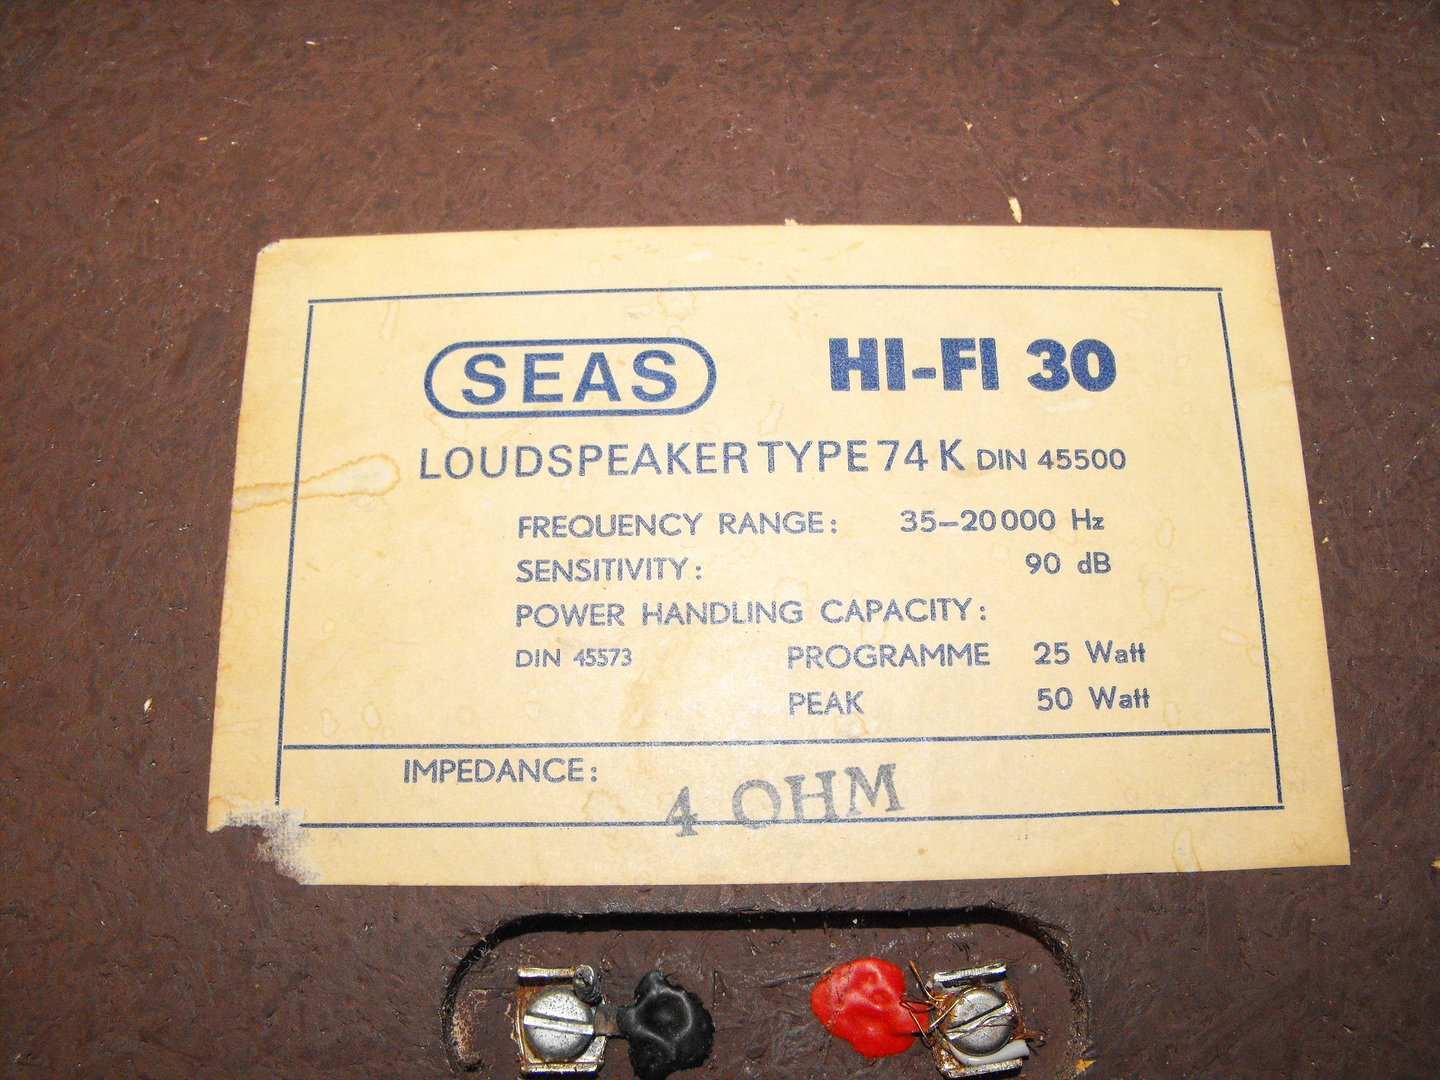 SEAS HI-FI 30
LOUDSPEAKER TYPE 74 K DIN 45500
FREQUENCY RANGE: 35–20000 Hz
SENSITIVITY: 90 dB
POWER HANDLING CAPACITY:
DIN 45573 PROGRAMME 25 Watt
PEAK 50 Watt
IMPEDANCE: 4 OHM